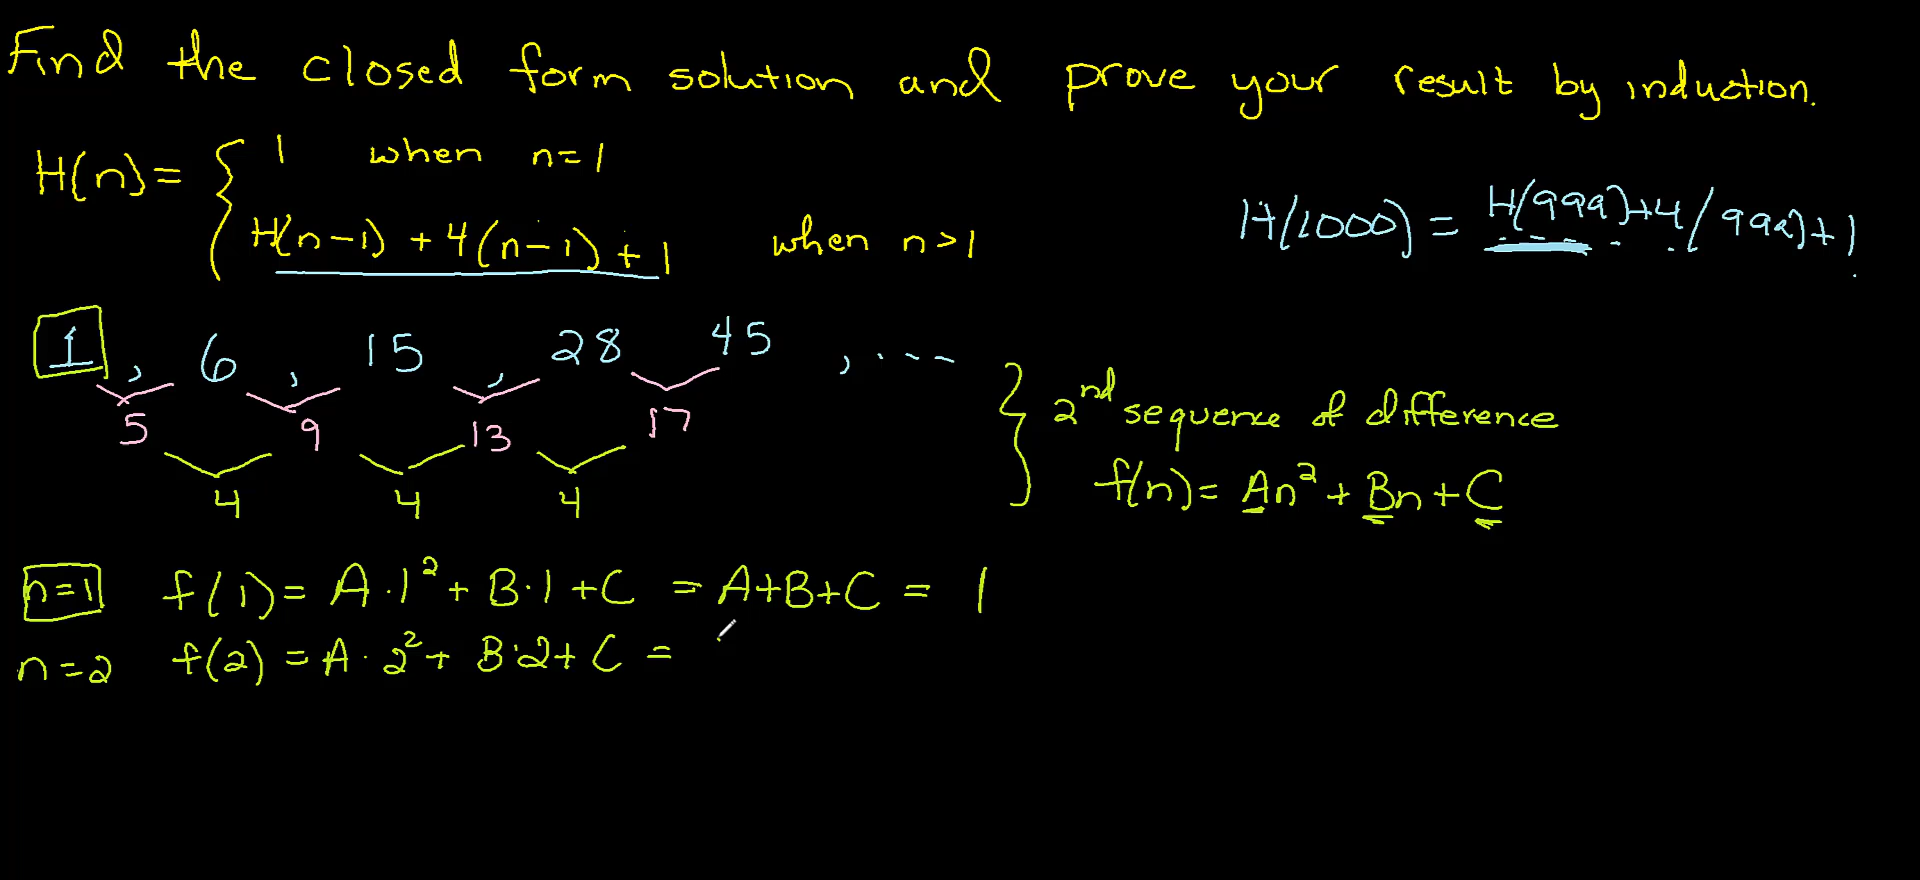 Find the closed form solution and prove your result by induction.
H(n) = { 1 when n=1
H(n-1) + 4(n-1) + 1 when n>1
H(1000) = H(999)+4(999)+1
1, 6, 15, 28 45, ...
5 9 13 17
4 4 4
} 2nd sequence of difference
f(n) = An² + Bn + C
n=1 f(1) = A·1² + B·1 + C = A+B+C = 1
n=2 f(2) = A·2² + B·2 + C =